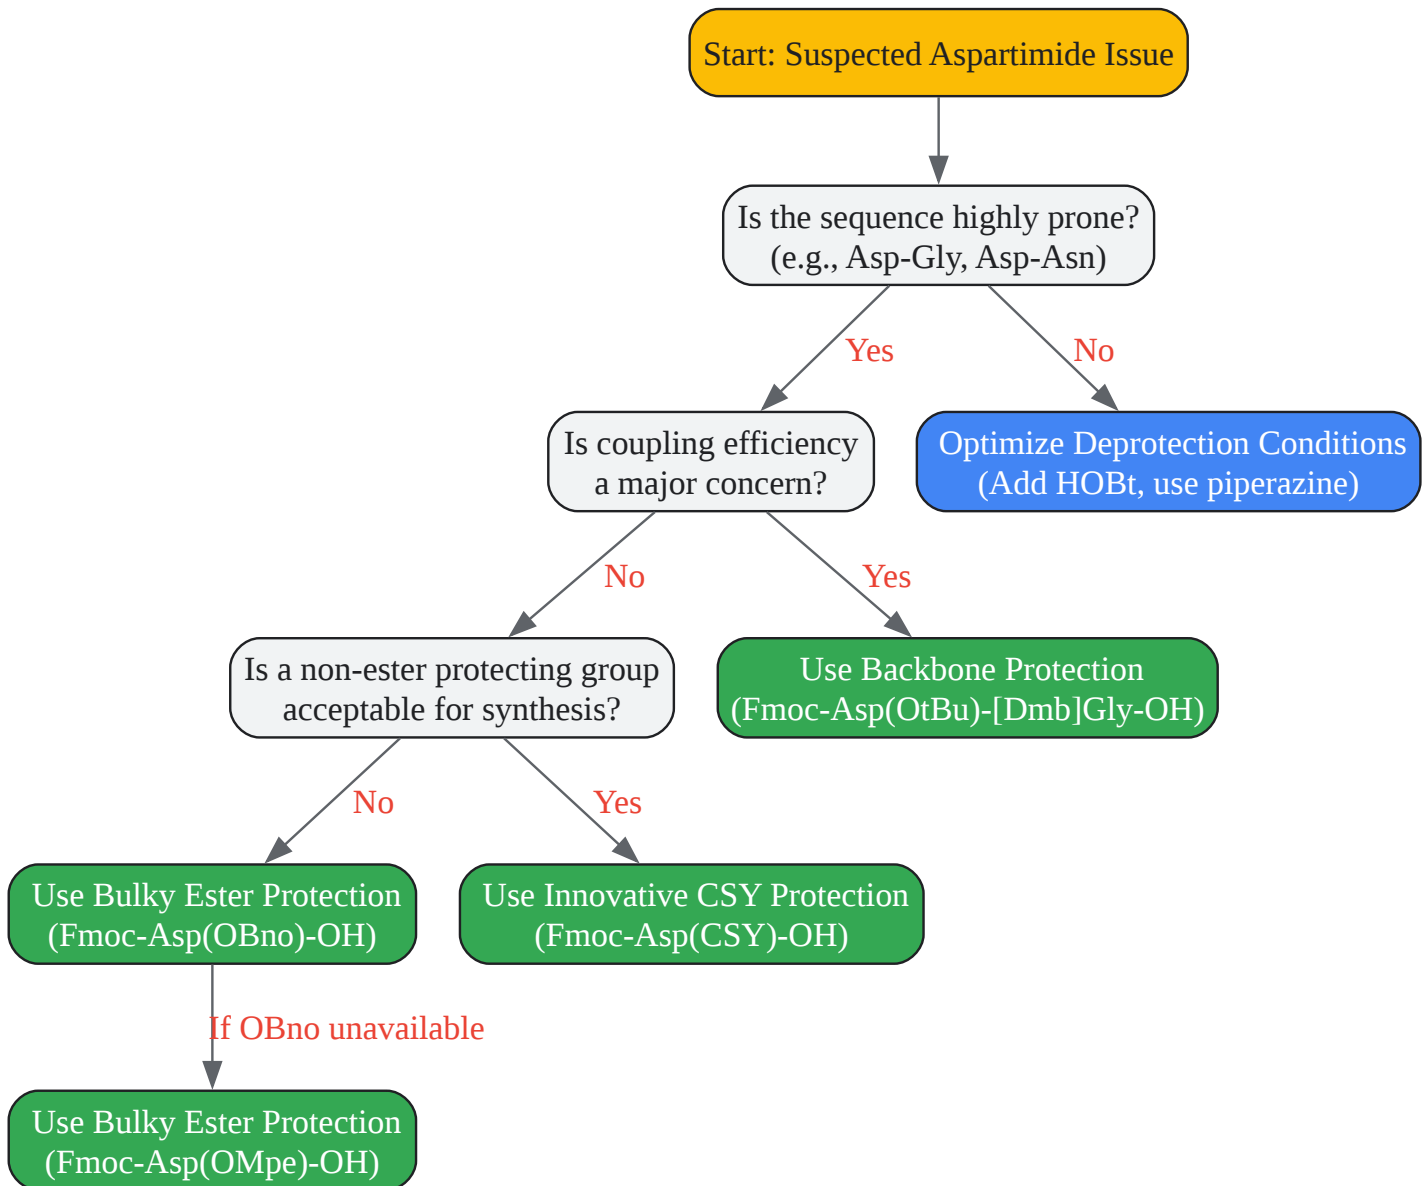 Start: Suspected Aspartimide Issue
Is the sequence highly prone?
(e.g., Asp-Gly, Asp-Asn)
Yes
No
Is coupling efficiency
a major concern?
Optimize Deprotection Conditions
(Add HOBt, use piperazine)
No
Yes
Is a non-ester protecting group
acceptable for synthesis?
Use Backbone Protection
(Fmoc-Asp(OtBu)-[Dmb]Gly-OH)
No
Yes
Use Bulky Ester Protection
(Fmoc-Asp(OBno)-OH)
Use Innovative CSY Protection
(Fmoc-Asp(CSY)-OH)
If OBno unavailable
Use Bulky Ester Protection
(Fmoc-Asp(OMpe)-OH)